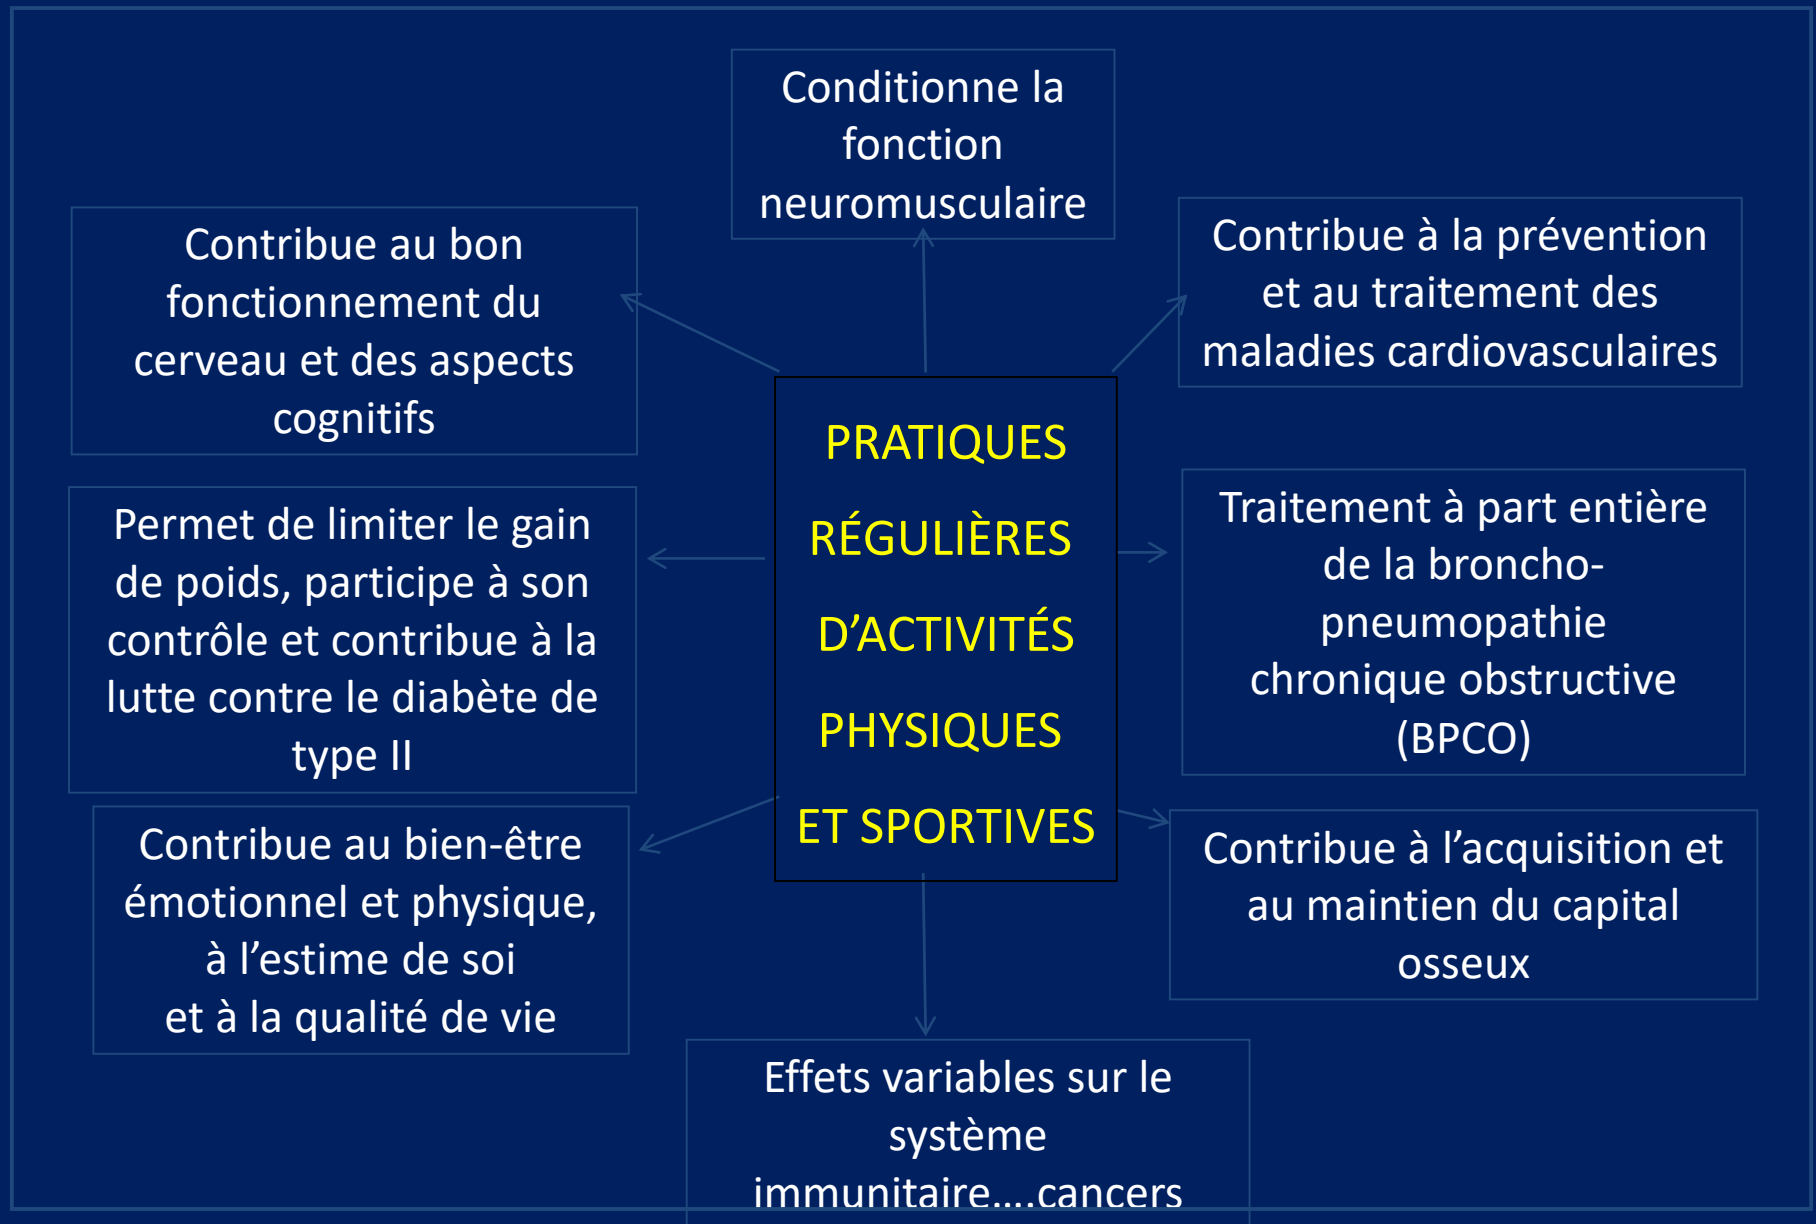 Conditionne la
fonction
neuromusculaire
Contribue au bon
fonctionnement du
cerveau et des aspects
cognitifs
Contribue à la prévention
et au traitement des
maladies cardiovasculaires
PRATIQUES
RÉGULIÈRES
D’ACTIVITÉS
PHYSIQUES
ET SPORTIVES
Permet de limiter le gain
de poids, participe à son
contrôle et contribue à la
lutte contre le diabète de
type II
Traitement à part entière
de la broncho-
pneumopathie
chronique obstructive
(BPCO)
Contribue au bien-être
émotionnel et physique,
à l’estime de soi
et à la qualité de vie
Contribue à l’acquisition et
au maintien du capital
osseux
Effets variables sur le
système
immunitaire....cancers